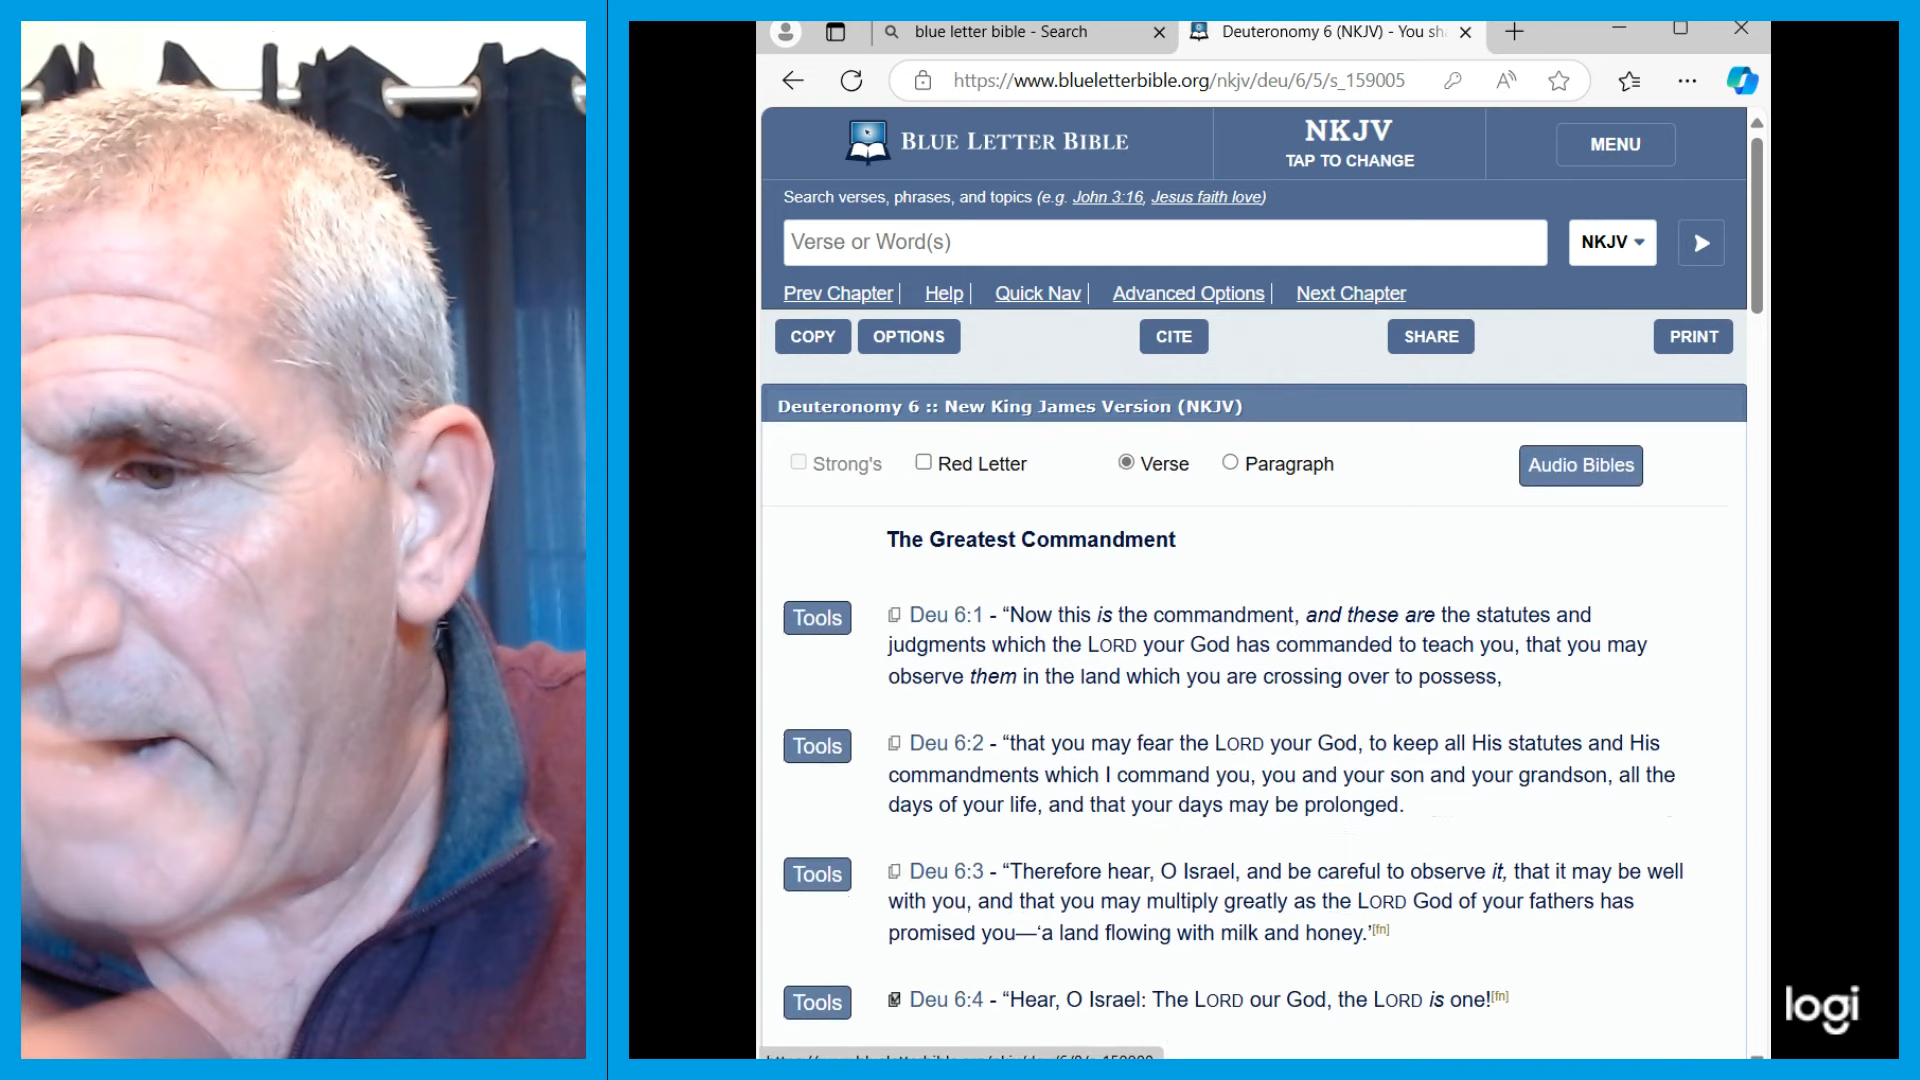 blue letter bible - Search
Deuteronomy 6 (NKJV) - You sh
https://www.blueletterbible.org/nkjv/deu/6/5/s_159005
BLUE LETTER BIBLE
NKJV
TAP TO CHANGE
MENU
Search verses, phrases, and topics (e.g. John 3:16, Jesus faith love)
Verse or Word(s)
NKJV
Prev Chapter | Help | Quick Nav | Advanced Options | Next Chapter
COPY OPTIONS CITE SHARE PRINT
Deuteronomy 6 :: New King James Version (NKJV)
Strong's Red Letter Verse Paragraph Audio Bibles
The Greatest Commandment
Tools Deu 6:1 - “Now this is the commandment, and these are the statutes and
judgments which the LORD your God has commanded to teach you, that you may
observe them in the land which you are crossing over to possess,
Tools Deu 6:2 - “that you may fear the LORD your God, to keep all His statutes and His
commandments which I command you, you and your son and your grandson, all the
days of your life, and that your days may be prolonged.
Tools Deu 6:3 - “Therefore hear, O Israel, and be careful to observe it, that it may be well
with you, and that you may multiply greatly as the LORD God of your fathers has
promised you—‘a land flowing with milk and honey.’[fn]
Tools Deu 6:4 - “Hear, O Israel: The LORD our God, the LORD is one![fn]
logi